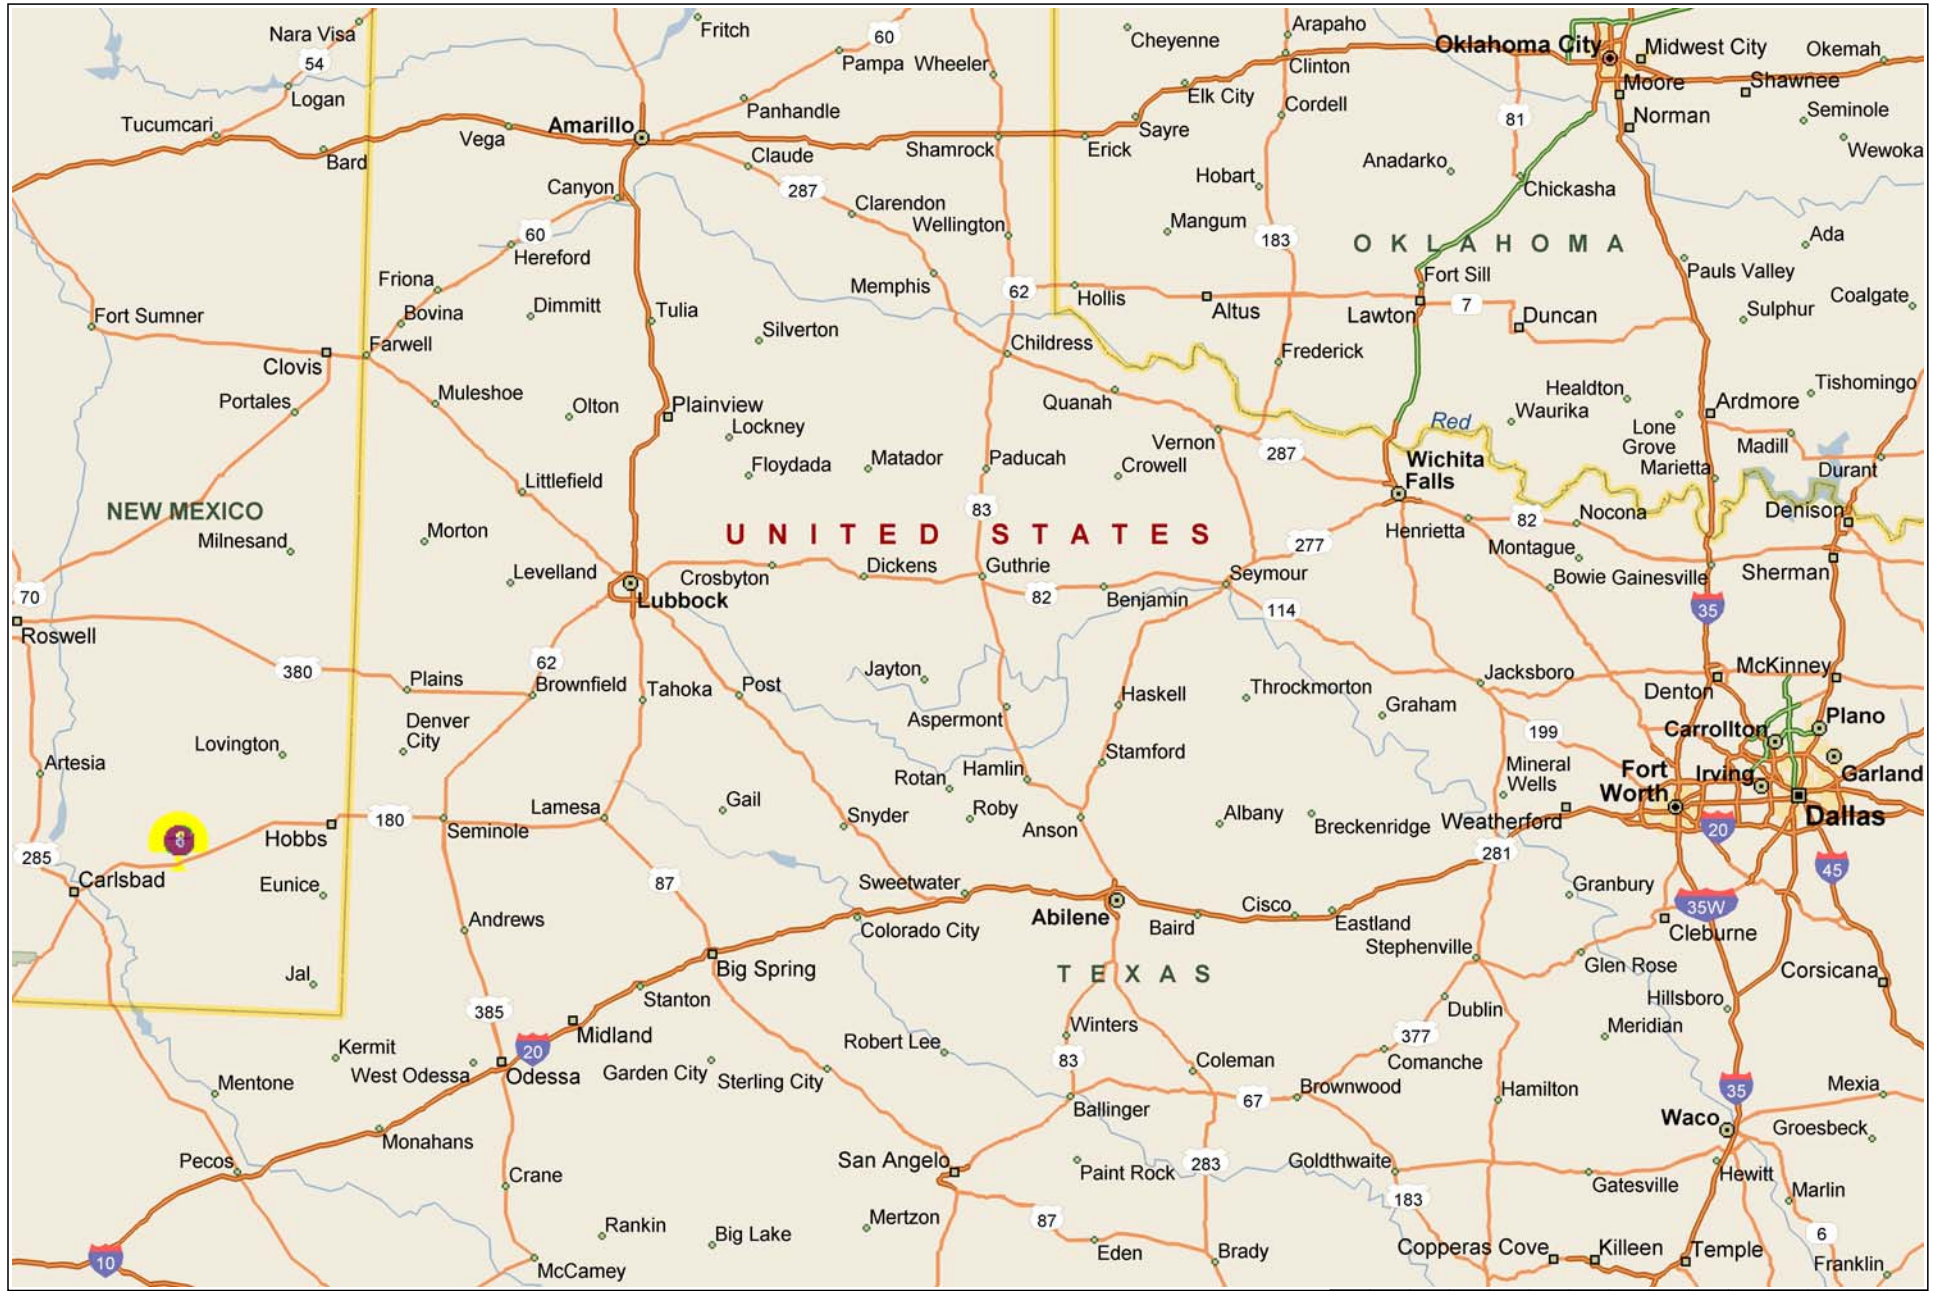 Nara Visa
54
Logan
Tucumcari
Bard
Vega
Amarillo
Canyon
60
Hereford
Friona
Bovina
Dimmitt
Farwell
Fort Sumner
Clovis
Portales
Fritch
60
Pampa
Wheeler
Panhandle
Claude
287
Clarendon
Shamrock
Wellington
Memphis
62
Tulia
Silverton
Childress
Cheyenne
Arapaho
Clinton
Elk City
Cordell
Sayre
Erick
Hobart
Mangum
183
Hollis
Altus
Frederick
Oklahoma City
Midwest City
Okemah
Moore
Shawnee
Norman
Seminole
Wewoka
81
Anadarko
Chickasha
OKLAHOMA
Ada
Fort Sill
Pauls Valley
Lawton
7
Duncan
Sulphur
Coalgate
Healdton
Waurika
Tishomingo
Ardmore
Lone
Grove
Madill
Marietta
Durant
Red
Muleshoe
Olton
Plainview
Lockney
Floydada
Matador
Paducah
Quanah
Vernon
Crowell
287
Wichita
Falls
NEW MEXICO
Milnesand
Littlefield
Morton
Levelland
UNITED STATES
83
Henrietta
82
Nocona
Denison
277
Montague
Bowie
Gainesville
Sherman
Crosbyton
Dickens
Guthrie
82
Benjamin
Seymour
114
35
Lubbock
70
Roswell
380
Plains
62
Brownfield
Tahoka
Post
Jayton
Haskell
Throckmorton
Graham
Jacksboro
McKinney
Denton
Denver
City
Lovington
Artesia
Aspermont
Stamford
199
Carrollton
Plano
Rotan
Hamlin
Mineral
Wells
Fort
Worth
Irving
Garland
Gail
Roby
Snyder
Anson
Albany
Breckenridge
Weatherford
Dallas
20
Lamesa
8
Hobbs
180
Seminole
285
Carlsbad
Eunice
87
Sweetwater
281
45
Granbury
35W
Andrews
Colorado City
Abilene
Baird
Cisco
Eastland
Stephenville
Cleburne
Jal
Big Spring
TEXAS
Glen Rose
Corsicana
Stanton
385
Dublin
Hillsboro
Midland
20
Kermit
West Odessa
Odessa
Garden City
Sterling City
Robert Lee
Winters
83
Coleman
377
Comanche
Meridian
Mentone
Ballinger
67
Brownwood
Hamilton
35
Mexia
Waco
Groesbeck
Monahans
Pecos
Crane
San Angelo
Paint Rock
283
Goldthwaite
183
Gatesville
Hewitt
Marlin
Rankin
Big Lake
Mertzon
87
Eden
Brady
6
10
McCamey
Copperas Cove
Killeen
Temple
Franklin